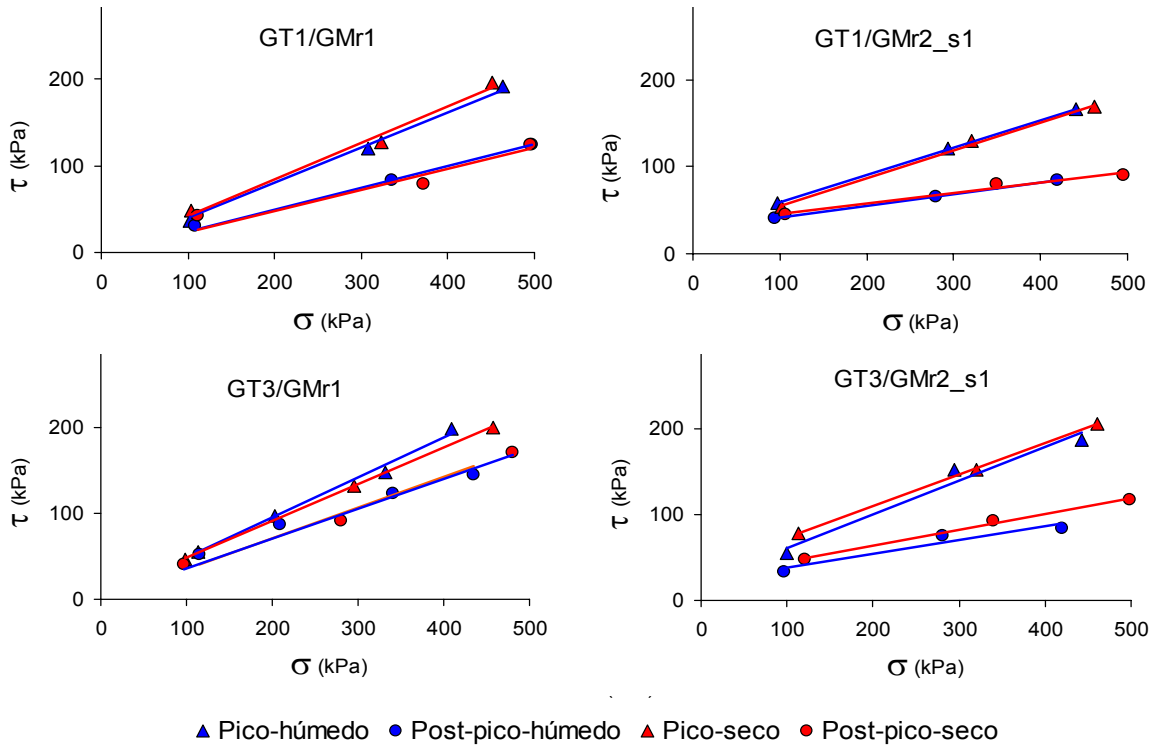 GT1/GMr1
200
100
0
τ (kPa)
0 100 200 300 400 500
σ (kPa)
GT1/GMr2_s1
200
100
0
τ (kPa)
0 100 200 300 400 500
σ (kPa)
GT3/GMr1
200
100
0
τ (kPa)
0 100 200 300 400 500
σ (kPa)
GT3/GMr2_s1
200
100
0
τ (kPa)
0 100 200 300 400 500
σ (kPa)
Pico-húmedo Post-pico-húmedo Pico-seco Post-pico-seco